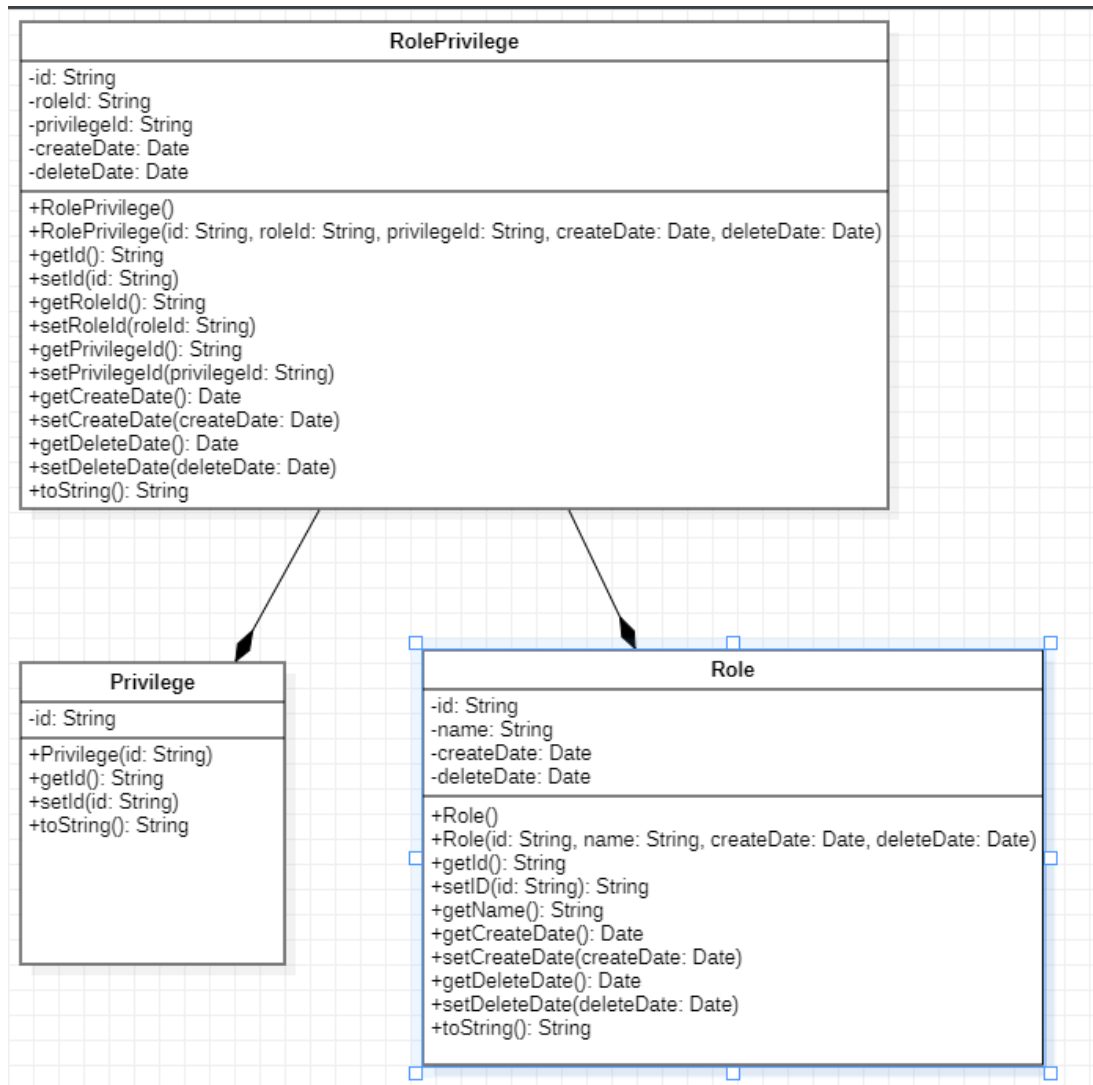 RolePrivilege
-id: String
-roleId: String
-privilegeId: String
-createDate: Date
-deleteDate: Date
+RolePrivilege()
+RolePrivilege(id: String, roleId: String, privilegeId: String, createDate: Date, deleteDate: Date)
+getId(): String
+setId(id: String)
+getRoleId(): String
+setRoleId(roleId: String)
+getPrivilegeId(): String
+setPrivilegeId(privilegeId: String)
+getCreateDate(): Date
+setCreateDate(createDate: Date)
+getDeleteDate(): Date
+setDeleteDate(deleteDate: Date)
+toString(): String
Privilege
-id: String
+Privilege(id: String)
+getId(): String
+setId(id: String)
+toString(): String
Role
-id: String
-name: String
-createDate: Date
-deleteDate: Date
+Role()
+Role(id: String, name: String, createDate: Date, deleteDate: Date)
+getId(): String
+setID(id: String): String
+getName(): String
+getCreateDate(): Date
+setCreateDate(createDate: Date)
+getDeleteDate(): Date
+setDeleteDate(deleteDate: Date)
+toString(): String